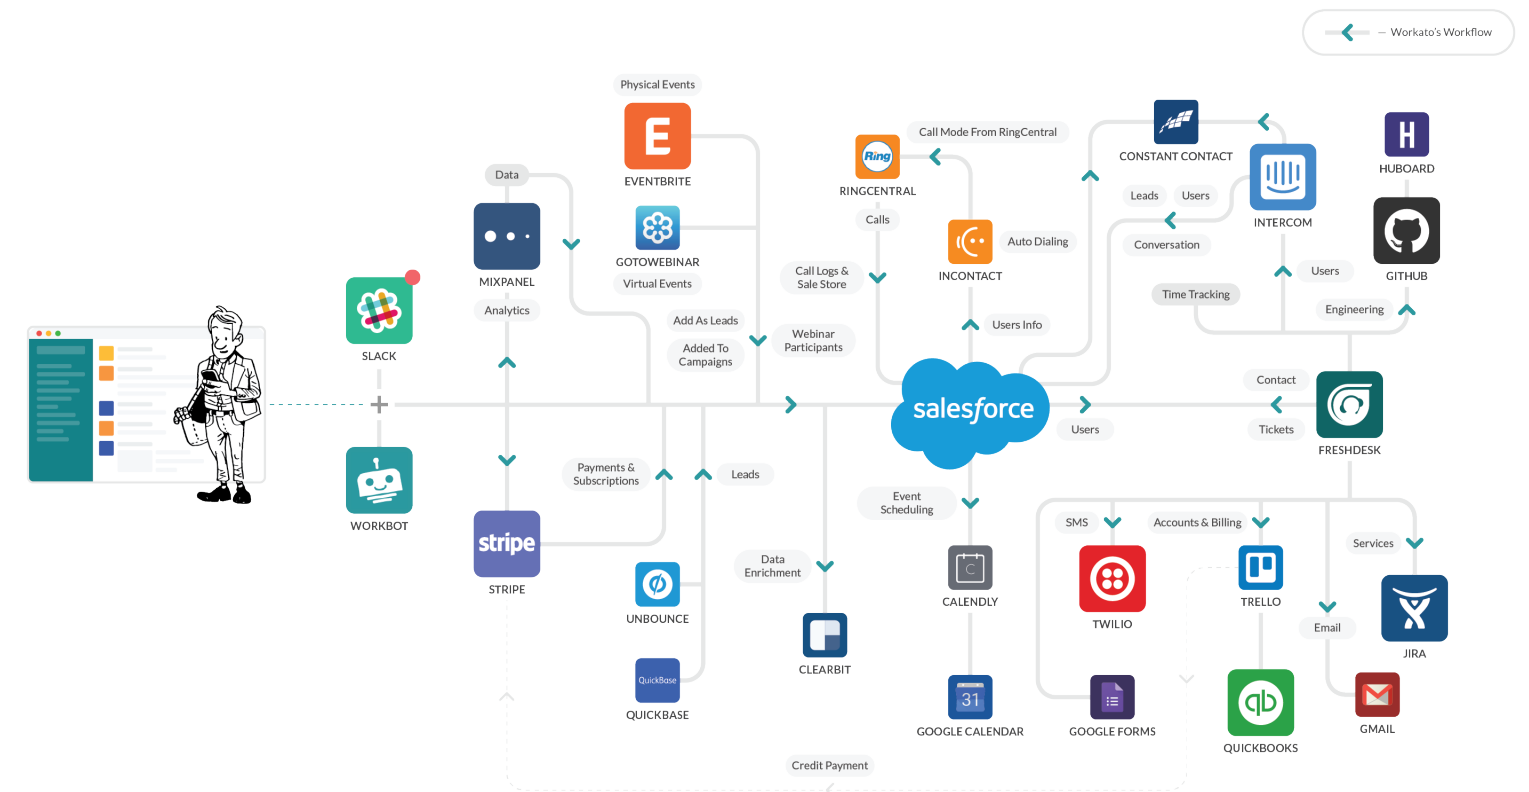 — Workato's Workflow
Physical Events
E
EVENTBRITE
Data
MIXPANEL
Analytics
GOTOWEBINAR
Virtual Events
Add As Leads
Added To
Campaigns
Webinar
Participants
SLACK
WORKBOT
Payments &
Subscriptions
Leads
stripe
STRIPE
UNBOUNCE
QuickBase
QUICKBASE
Data
Enrichment
CLEARBIT
Credit Payment
Ring
RINGCENTRAL
Call Mode From RingCentral
Calls
Call Logs &
Sale Store
INCONTACT
Auto Dialing
Users Info
salesforce
Users
Event
Scheduling
C
CALENDLY
31
GOOGLE CALENDAR
CONSTANT CONTACT
INTERCOM
Leads
Users
Conversation
Users
Time Tracking
H
HUBOARD
GITHUB
Engineering
Contact
Tickets
FRESHDESK
SMS
TWILIO
GOOGLE FORMS
Accounts & Billing
TRELLO
qb
QUICKBOOKS
Email
GMAIL
Services
JIRA